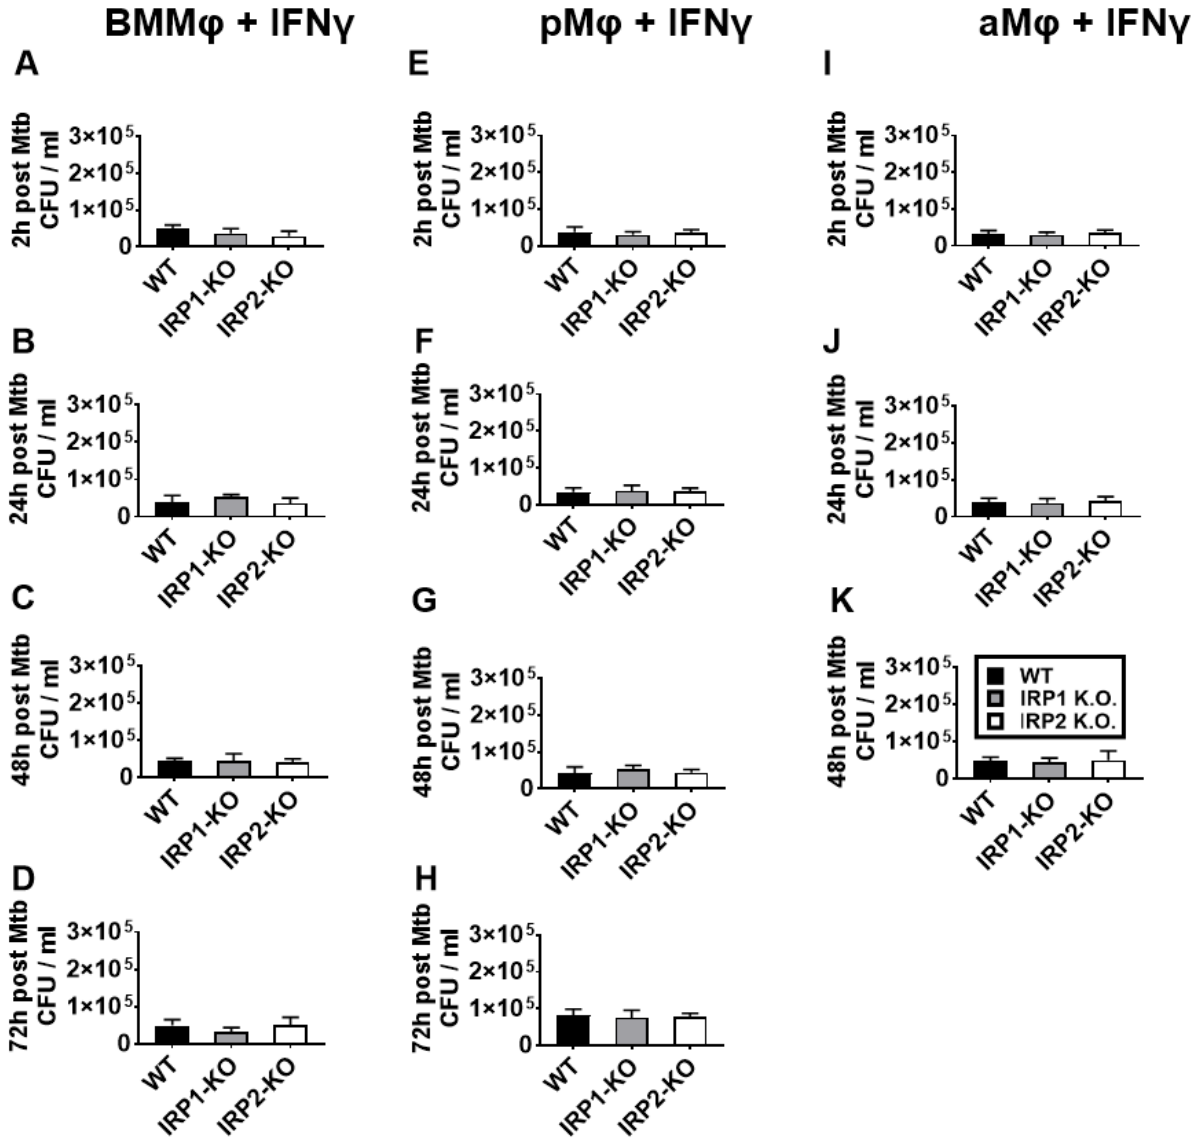 BMMφ + IFNγ
pMφ + IFNγ
aMφ + IFNγ
A
2h post Mtb
CFU / ml
3×10⁵
2×10⁵
1×10⁵
0
WT
IRP1-KO
IRP2-KO
E
2h post Mtb
CFU / ml
3×10⁵
2×10⁵
1×10⁵
0
WT
IRP1-KO
IRP2-KO
I
2h post Mtb
CFU / ml
3×10⁵
2×10⁵
1×10⁵
0
WT
IRP1-KO
IRP2-KO
B
24h post Mtb
CFU / ml
3×10⁵
2×10⁵
1×10⁵
0
WT
IRP1-KO
IRP2-KO
F
24h post Mtb
CFU / ml
3×10⁵
2×10⁵
1×10⁵
0
WT
IRP1-KO
IRP2-KO
J
24h post Mtb
CFU / ml
3×10⁵
2×10⁵
1×10⁵
0
WT
IRP1-KO
IRP2-KO
C
48h post Mtb
CFU / ml
3×10⁵
2×10⁵
1×10⁵
0
WT
IRP1-KO
IRP2-KO
G
48h post Mtb
CFU / ml
3×10⁵
2×10⁵
1×10⁵
0
WT
IRP1-KO
IRP2-KO
K
48h post Mtb
CFU / ml
3×10⁵
2×10⁵
1×10⁵
0
WT
IRP1 K.O.
IRP2 K.O.
WT
IRP1-KO
IRP2-KO
D
72h post Mtb
CFU / ml
3×10⁵
2×10⁵
1×10⁵
0
WT
IRP1-KO
IRP2-KO
H
72h post Mtb
CFU / ml
3×10⁵
2×10⁵
1×10⁵
0
WT
IRP1-KO
IRP2-KO